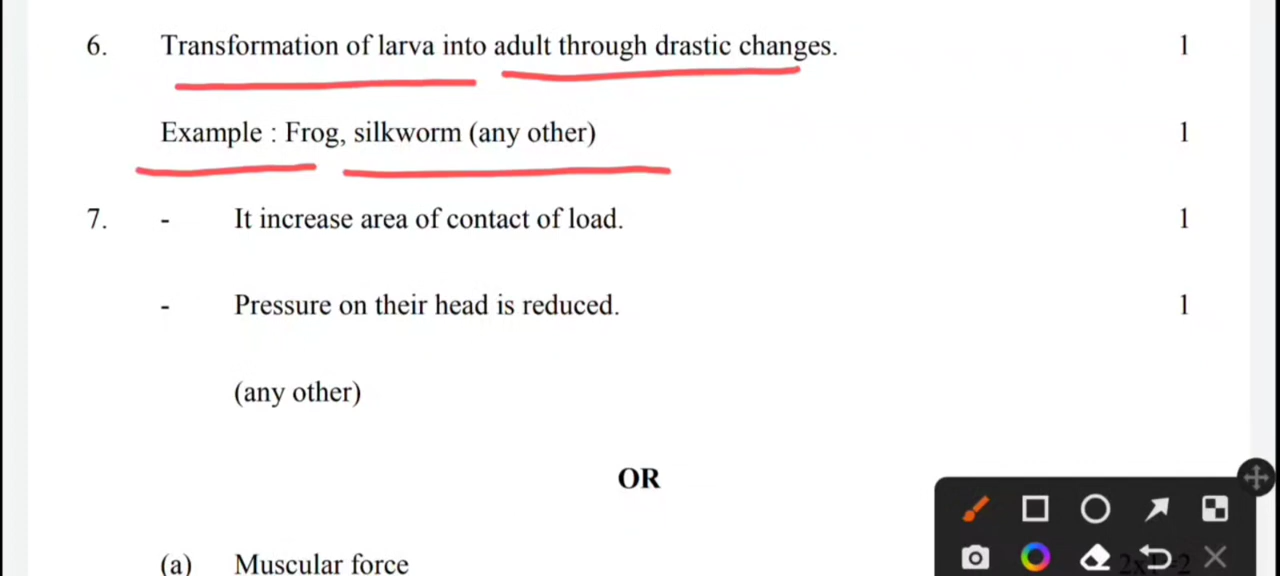 6. Transformation of larva into adult through drastic changes. 1
Example : Frog, silkworm (any other) 1
7. - It increase area of contact of load. 1
- Pressure on their head is reduced. 1
(any other)
OR
(a) Muscular force